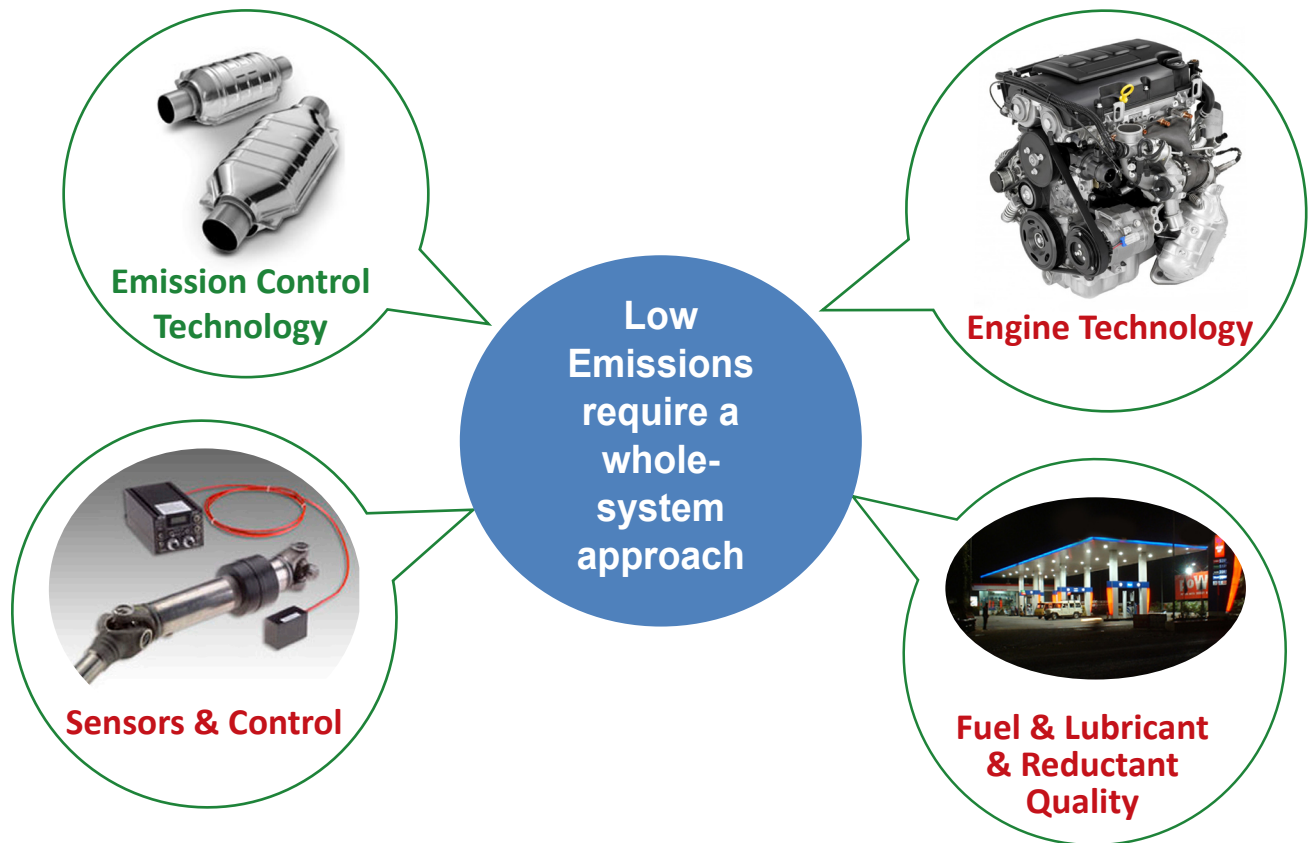 Emission Control
Technology
Engine Technology
Low
Emissions
require a
whole-
system
approach
Sensors & Control
Fuel & Lubricant
& Reductant
Quality